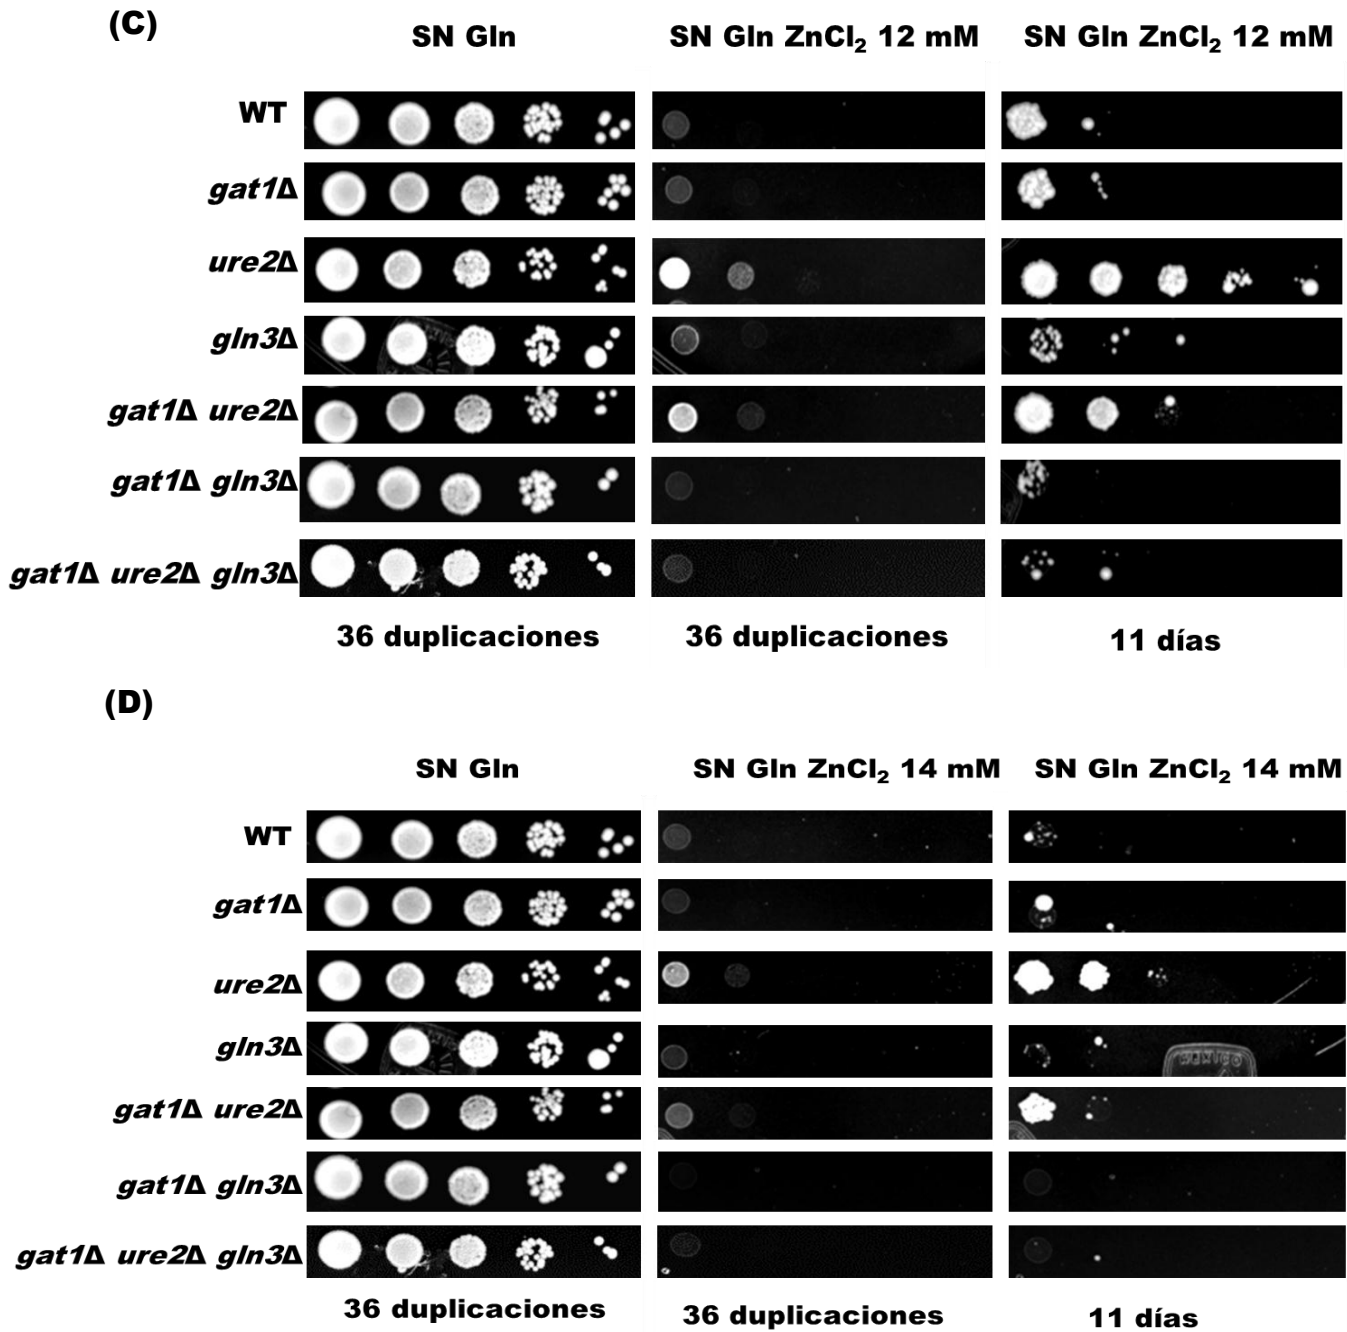 (C)
SN Gln SN Gln ZnCl₂ 12 mM SN Gln ZnCl₂ 12 mM
WT
gat1Δ
ure2Δ
gln3Δ
gat1Δ ure2Δ
gat1Δ gln3Δ
gat1Δ ure2Δ gln3Δ
36 duplicaciones 36 duplicaciones 11 días
(D)
SN Gln SN Gln ZnCl₂ 14 mM SN Gln ZnCl₂ 14 mM
WT
gat1Δ
ure2Δ
gln3Δ
MEXICO
gat1Δ ure2Δ
gat1Δ gln3Δ
gat1Δ ure2Δ gln3Δ
36 duplicaciones 36 duplicaciones 11 días